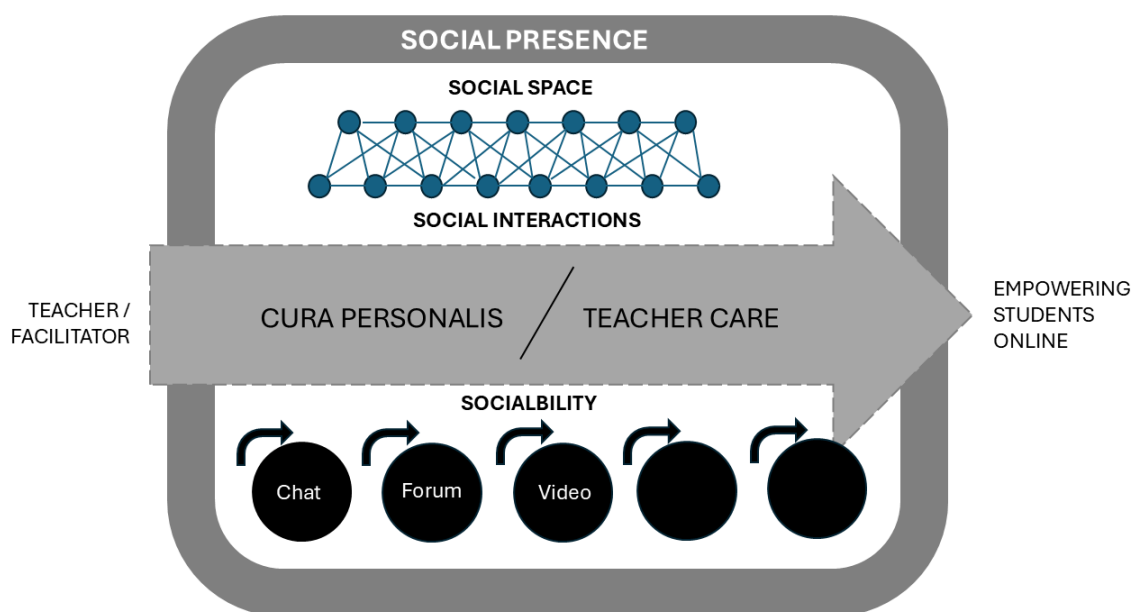 SOCIAL PRESENCE
SOCIAL SPACE
SOCIAL INTERACTIONS
TEACHER /
FACILITATOR
CURA PERSONALIS / TEACHER CARE
EMPOWERING
STUDENTS
ONLINE
SOCIALBILITY
Chat
Forum
Video